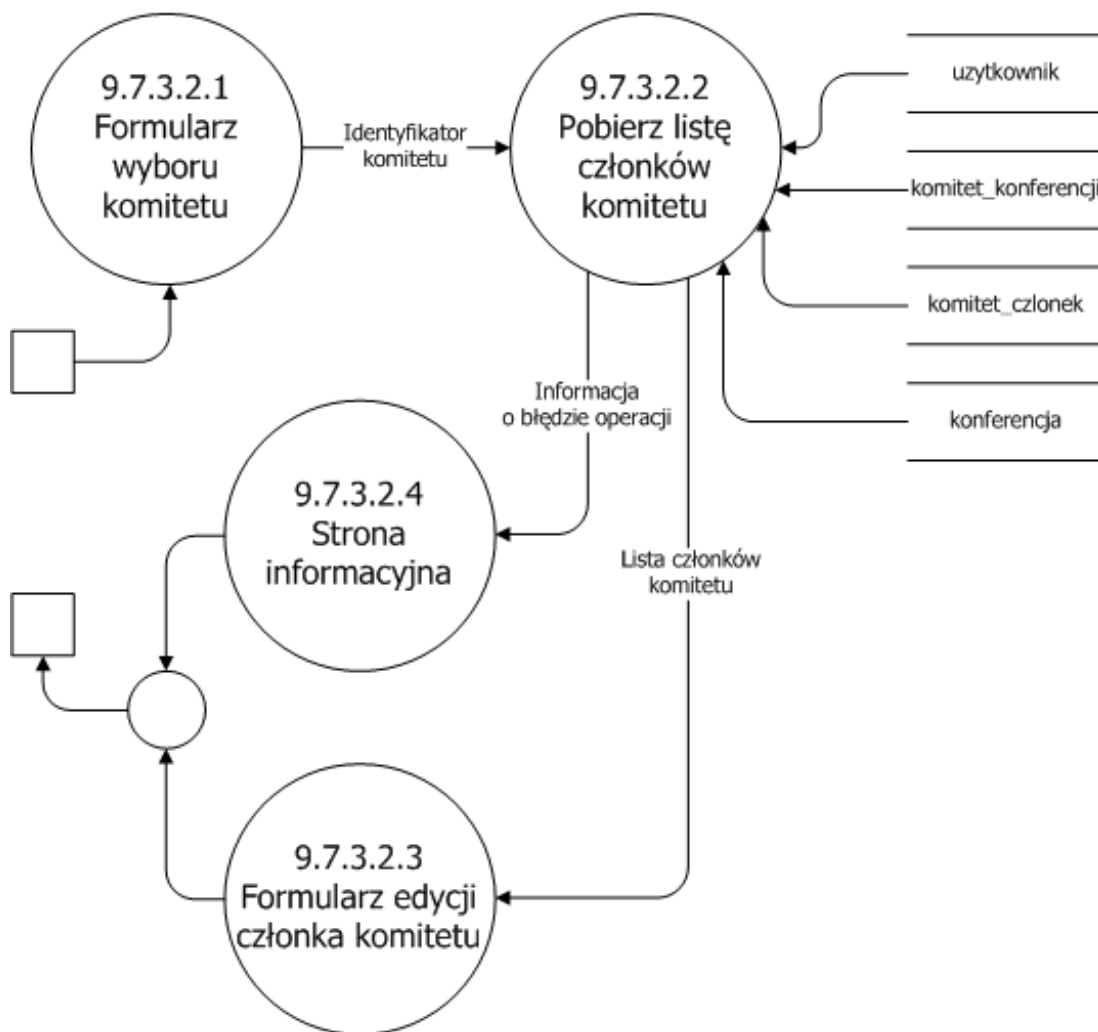 9.7.3.2.1
Formularz
wyboru
komitetu
Identyfikator
komitetu
9.7.3.2.2
Pobierz listę
członków
komitetu
uzytkownik
komitet_konferencji
komitet_czlonek
konferencja
Informacja
o błędzie operacji
9.7.3.2.4
Strona
informacyjna
Lista członków
komitetu
9.7.3.2.3
Formularz edycji
członka komitetu